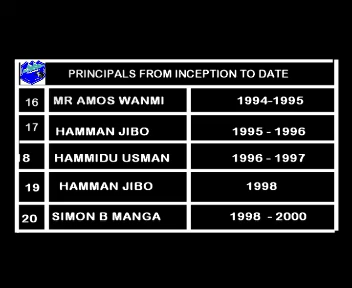 PRINCIPALS FROM INCEPTION TO DATE
16 MR AMOS WANMI 1994-1995
17 HAMMAN JIBO 1995 - 1996
18 HAMMIDU USMAN 1996 - 1997
19 HAMMAN JIBO 1998
20 SIMON B MANGA 1998 - 2000